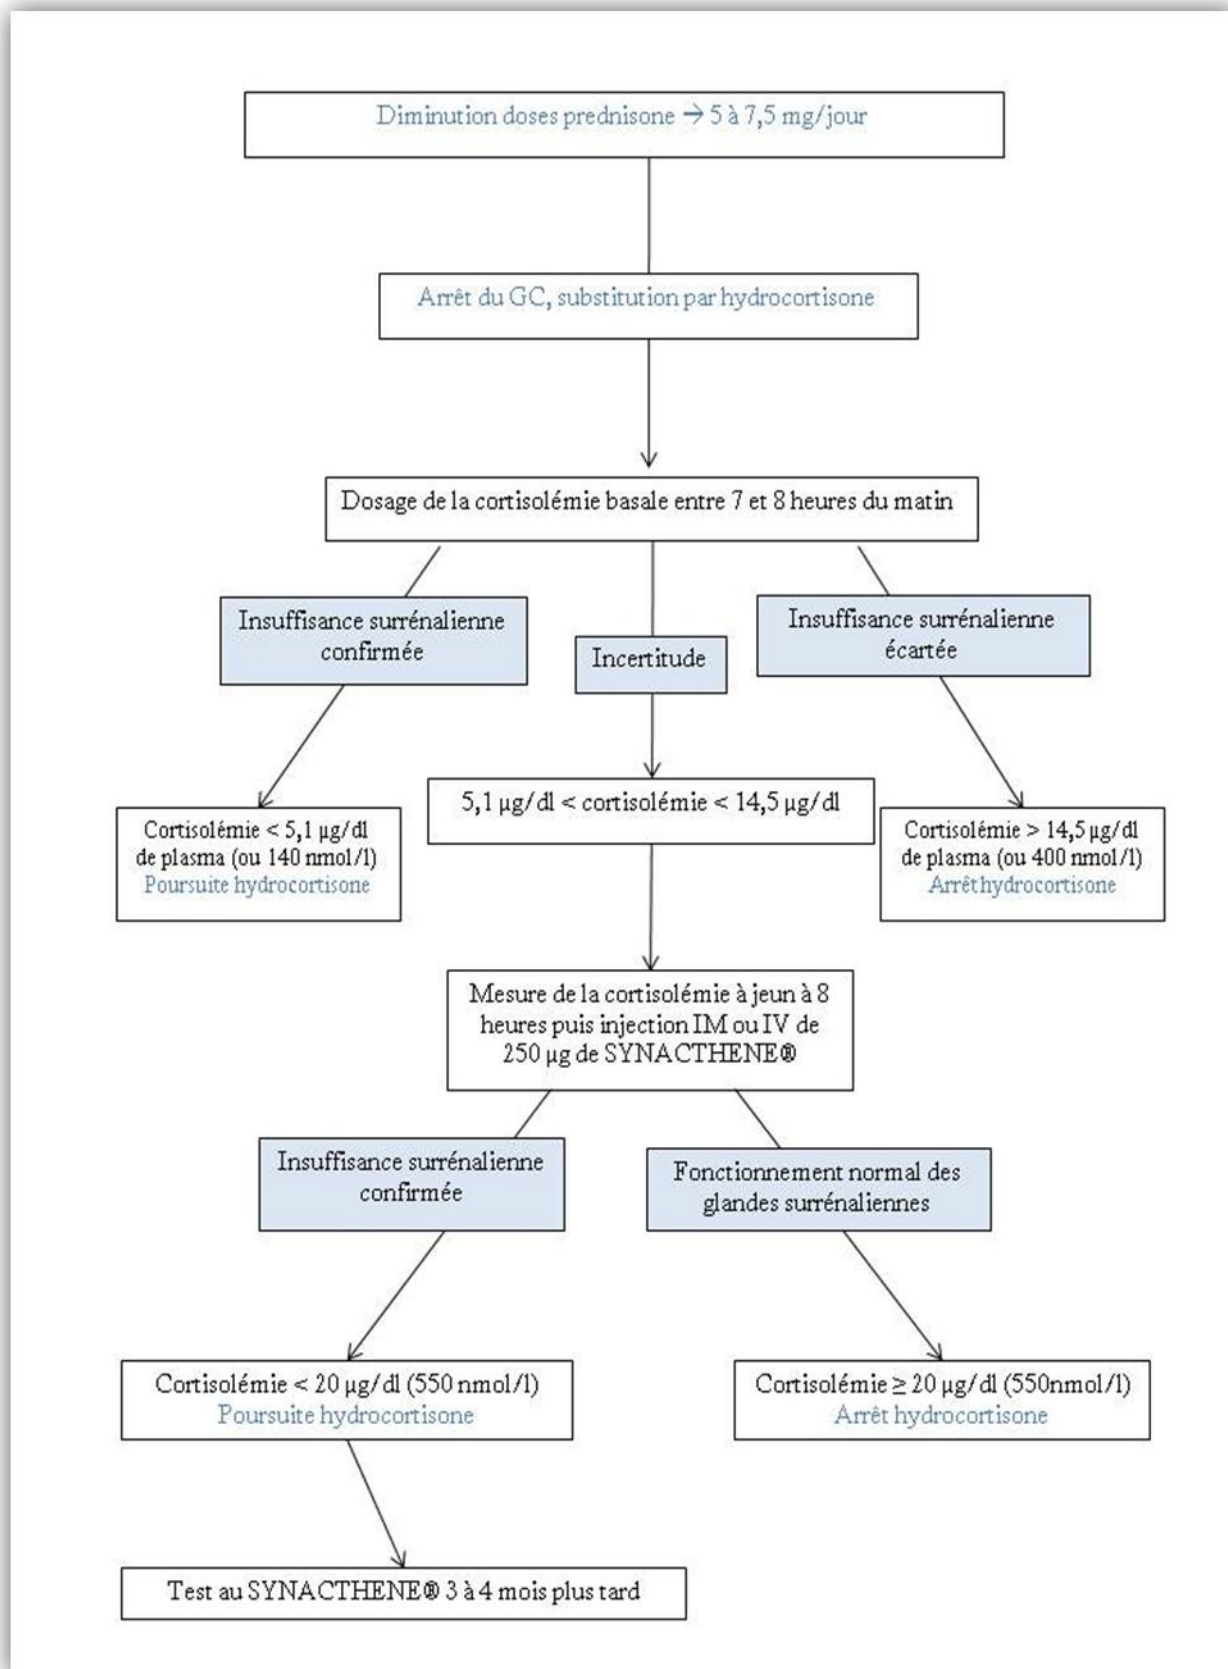 Diminution doses prednisone → 5 à 7,5 mg/jour
Arrêt du GC, substitution par hydrocortisone
Dosage de la cortisolémie basale entre 7 et 8 heures du matin
Insuffisance surrénalienne
confirmée
Incertitude
Insuffisance surrénalienne
écartée
Cortisolémie < 5,1 µg/dl
de plasma (ou 140 nmol/l)
Poursuite hydrocortisone
5,1 µg/dl < cortisolémie < 14,5 µg/dl
Cortisolémie > 14,5 µg/dl
de plasma (ou 400 nmol/l)
Arrêt hydrocortisone
Mesure de la cortisolémie à jeun à 8
heures puis injection IM ou IV de
250 µg de SYNACTHENE®
Insuffisance surrénalienne
confirmée
Fonctionnement normal des
glandes surrénaliennes
Cortisolémie < 20 µg/dl (550 nmol/l)
Poursuite hydrocortisone
Cortisolémie ≥ 20 µg/dl (550nmol/l)
Arrêt hydrocortisone
Test au SYNACTHENE® 3 à 4 mois plus tard